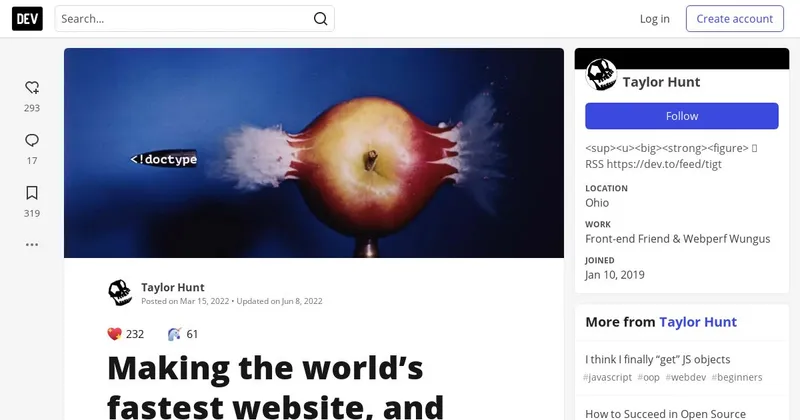 DEV
Search...
Log in
Create account
293
17
319
<!doctype
Taylor Hunt
Posted on Mar 15, 2022 • Updated on Jun 8, 2022
232
61
Making the world’s
fastest website, and
Taylor Hunt
Follow
<sup><u><big><strong><figure>
RSS https://dev.to/feed/tigt
LOCATION
Ohio
WORK
Front-end Friend & Webperf Wungus
JOINED
Jan 10, 2019
More from Taylor Hunt
I think I finally “get” JS objects
#javascript #oop #webdev #beginners
How to Succeed in Open Source